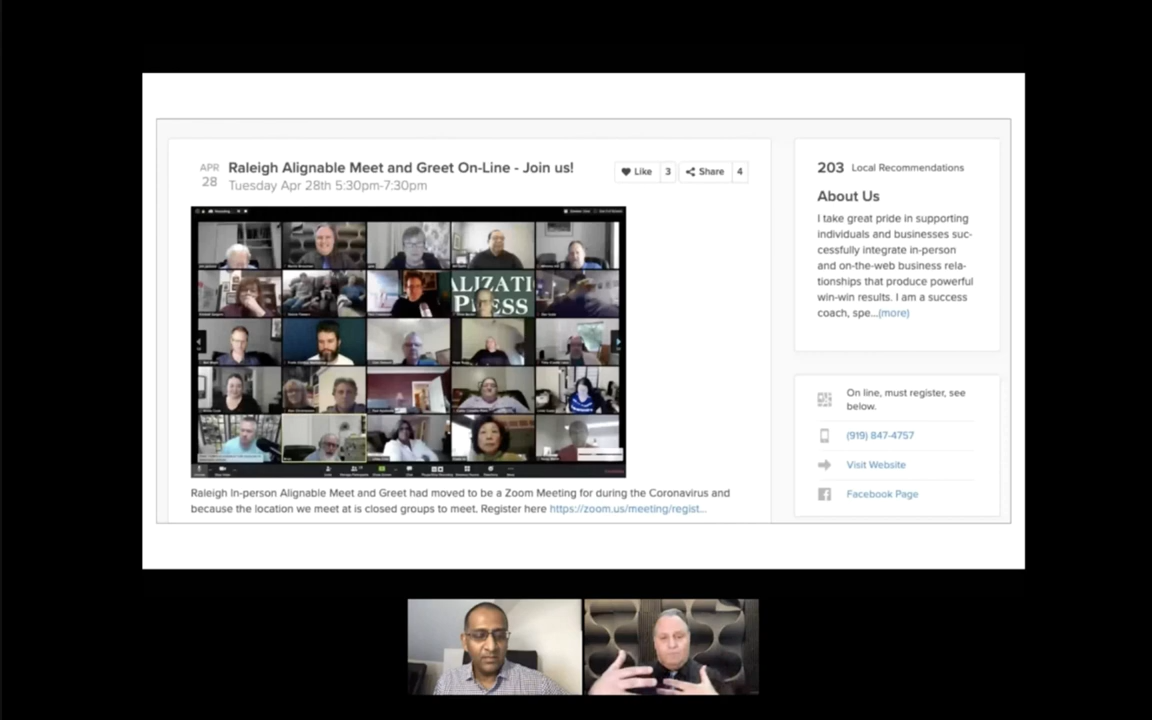 APR
28
Raleigh Alignable Meet and Greet On-Line - Join us!
Tuesday Apr 28th 5:30pm-7:30pm
Like 3
Share 4
ALIZATI
PRESS
Raleigh In-person Alignable Meet and Greet had moved to be a Zoom Meeting for during the Coronavirus and
because the location we meet at is closed groups to meet. Register here https://zoom.us/meeting/regist...
203 Local Recommendations
About Us
I take great pride in supporting
individuals and businesses suc-
cessfully integrate in-person
and on-the-web business rela-
tionships that produce powerful
win-win results. I am a success
coach, spe...(more)
On line, must register, see
below.
(919) 847-4757
Visit Website
Facebook Page